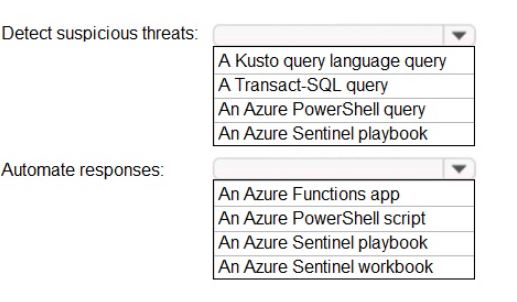 Detect suspicious threats:
A Kusto query language query
A Transact-SQL query
An Azure PowerShell query
An Azure Sentinel playbook
Automate responses:
An Azure Functions app
An Azure PowerShell script
An Azure Sentinel playbook
An Azure Sentinel workbook